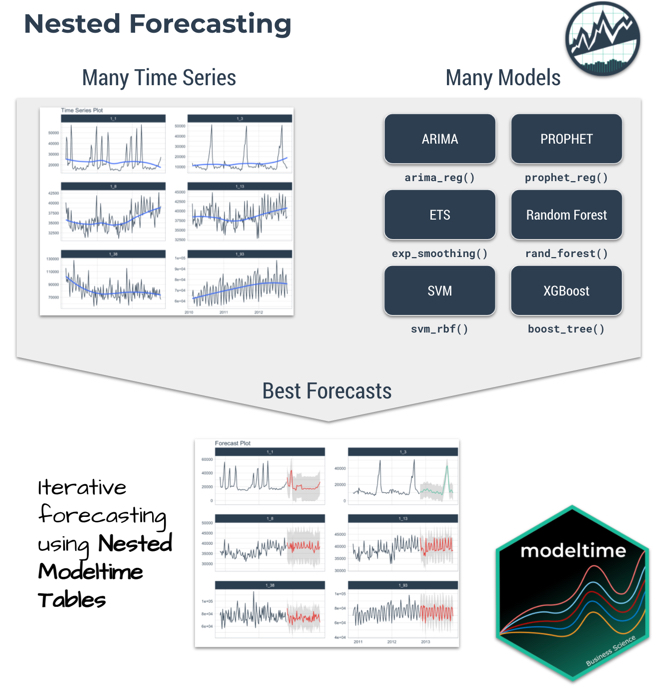 Nested Forecasting
Many Time Series
Many Models
Time Series Plot
1_1
1_3
1_8
1_13
1_38
1_93
2010
2011
2012
ARIMA
PROPHET
arima_reg()
prophet_reg()
ETS
Random Forest
exp_smoothing()
rand_forest()
SVM
XGBoost
svm_rbf()
boost_tree()
Best Forecasts
Forecast Plot
1_1
1_3
1_8
1_13
1_38
1_93
2011
2012
2013
Iterative
forecasting
using Nested
Modeltime
Tables
modeltime
Business Science